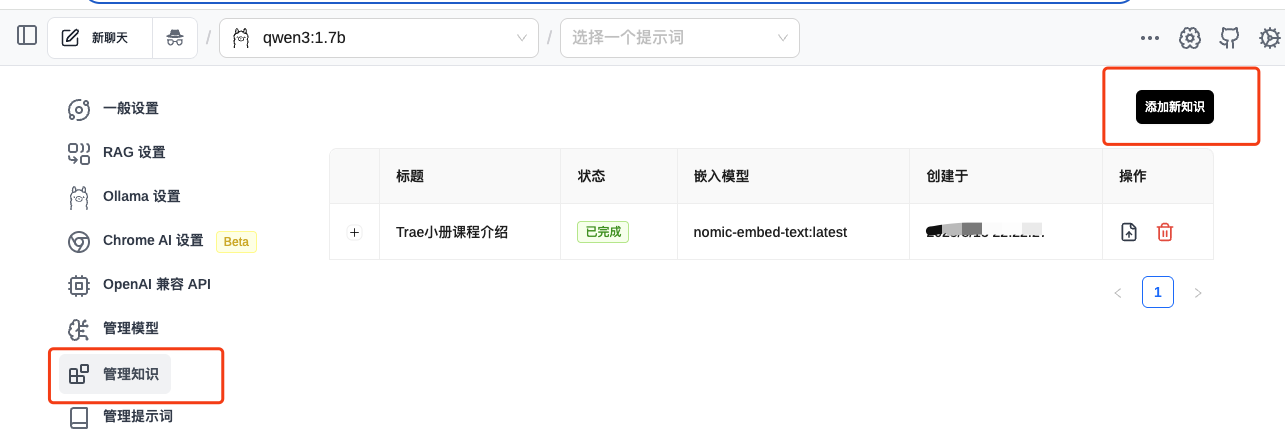 新聊天 / qwen3:1.7b / 选择一个提示词
一般设置
添加新知识
RAG 设置
标题 状态 嵌入模型 创建于 操作
Ollama 设置
Trae小册课程介绍 已完成 nomic-embed-text:latest
Chrome AI 设置 Beta
OpenAI 兼容 API
1
管理模型
管理知识
管理提示词